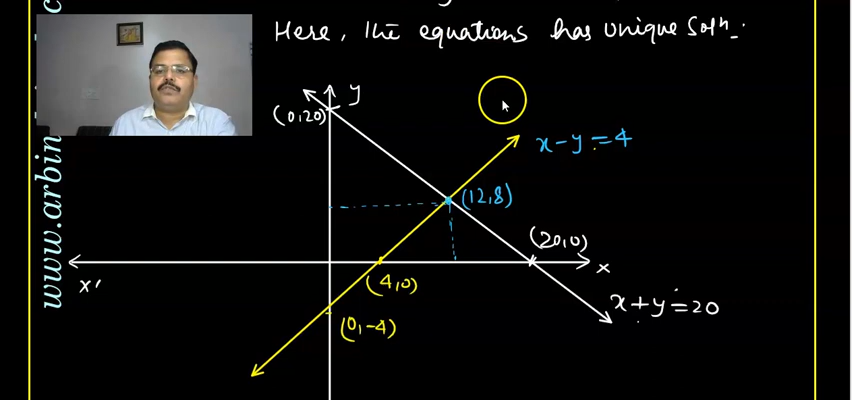 Here, the equations has unique Solⁿ.
y
(0,20)
x-y=4
(12,8)
(20,0)
x
x'
(4,0)
x+y=20
(0,-4)
www.arbin